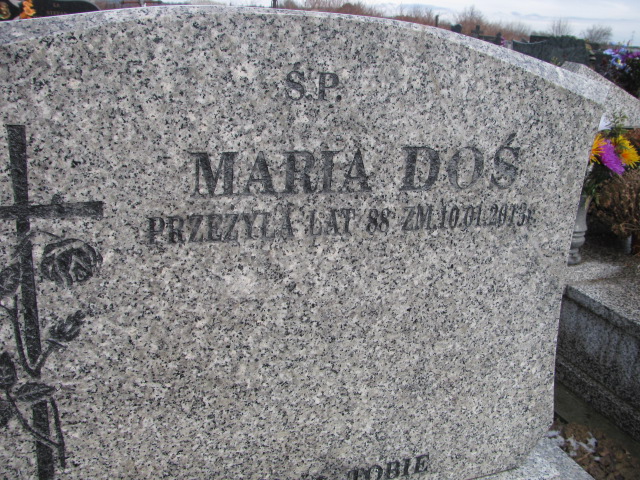 Ś.P.
MARIA DOŚ
PRZEŻYŁA LAT 88 ZM.10.01.2013R.
TOBIE